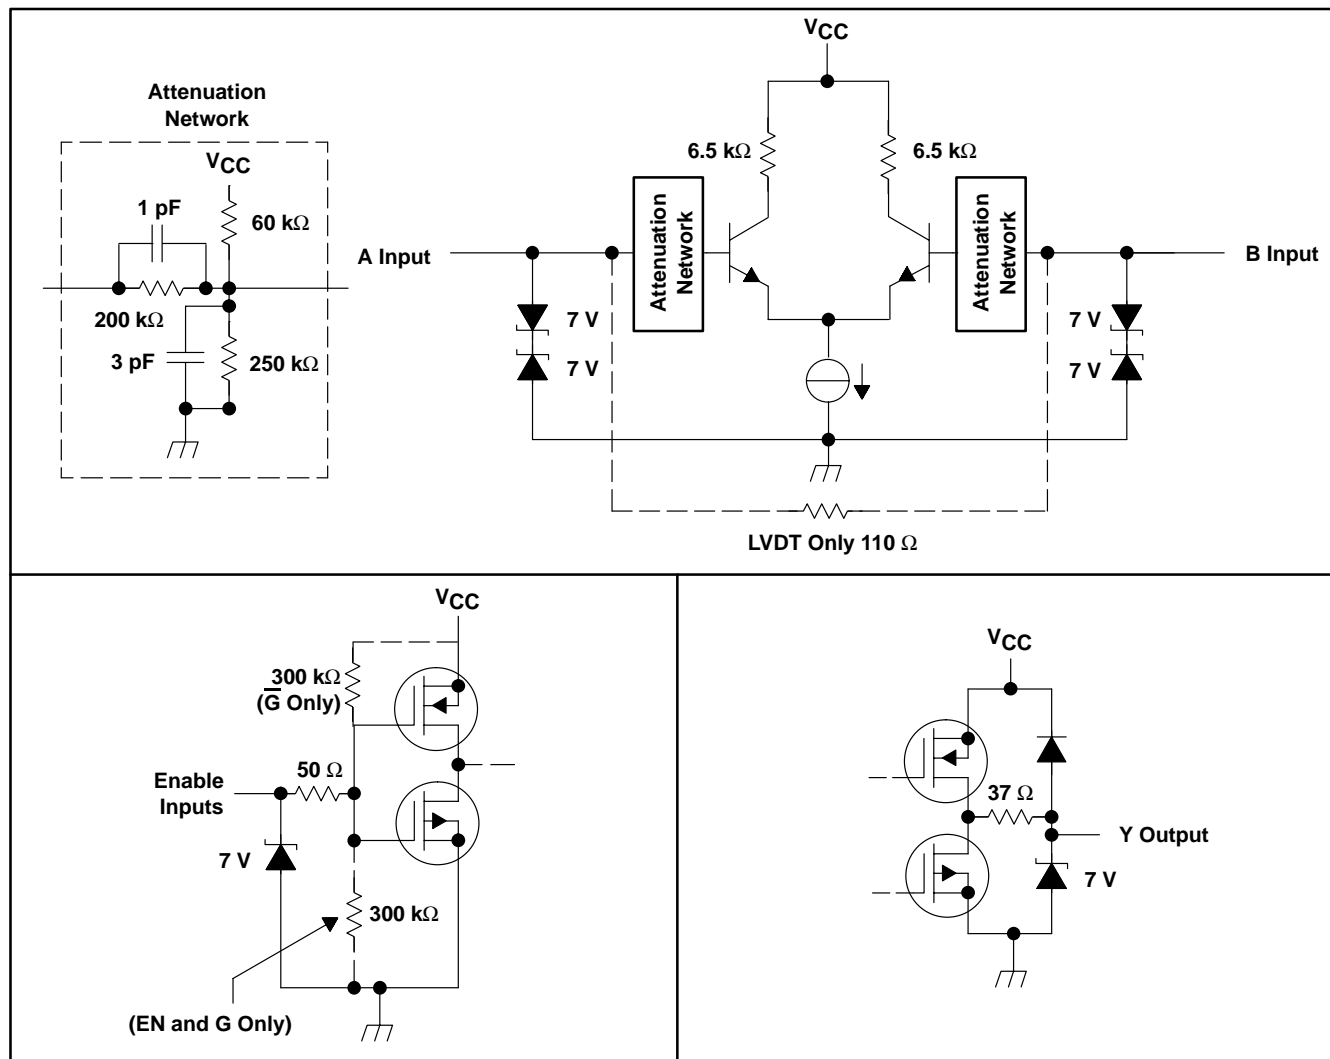 VCC
Attenuation
Network
VCC
1 pF
60 kΩ
200 kΩ
3 pF
250 kΩ
6.5 kΩ
6.5 kΩ
A Input
Attenuation
Network
Attenuation
Network
B Input
7 V
7 V
7 V
7 V
LVDT Only 110 Ω
VCC
300 kΩ
(G̅ Only)
50 Ω
Enable
Inputs
7 V
300 kΩ
(EN and G Only)
VCC
37 Ω
Y Output
7 V